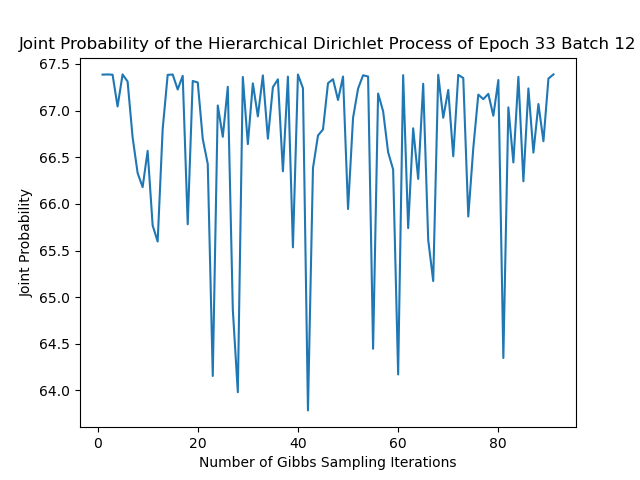 Joint Probability of the Hierarchical Dirichlet Process of Epoch 33 Batch 12
67.5
67.0
66.5
66.0
65.5
65.0
64.5
64.0
Joint Probability
0 20 40 60 80
Number of Gibbs Sampling Iterations